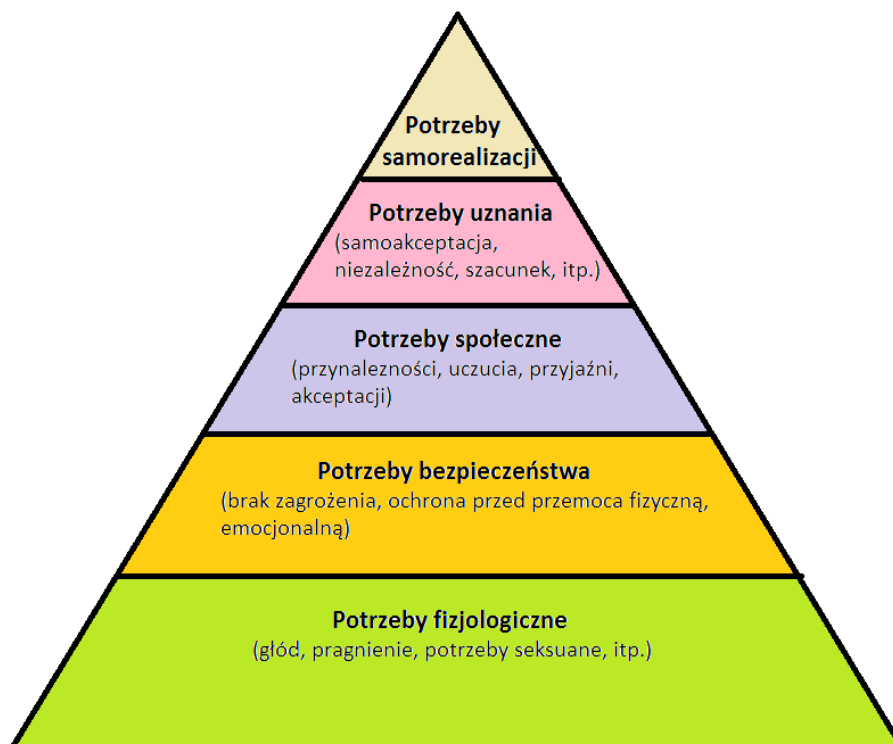 Potrzeby
samorealizacji
Potrzeby uznania
(samoakceptacja,
niezależność, szacunek, itp.)
Potrzeby społeczne
(przynalezności, uczucia, przyjaźni,
akceptacji)
Potrzeby bezpieczeństwa
(brak zagrożenia, ochrona przed przemoca fizyczną,
emocjonalną)
Potrzeby fizjologiczne
(głód, pragnienie, potrzeby seksuane, itp.)